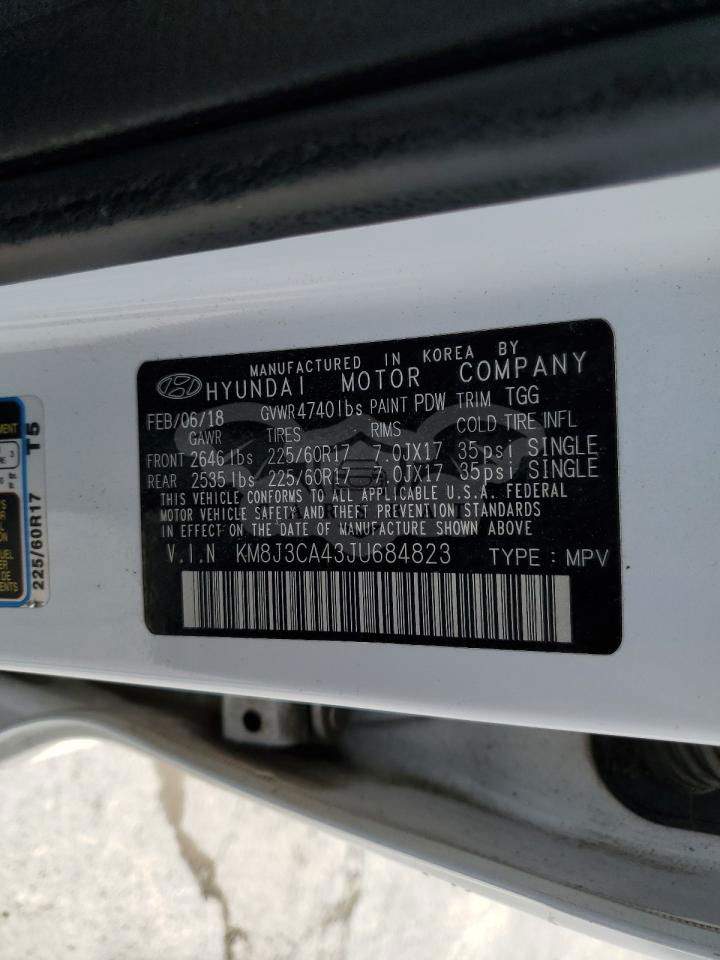 MANUFACTURED IN KOREA BY
HYUNDAI MOTOR COMPANY
FEB/06/18 GVWR 4740lbs PAINT PDW TRIM TGG
GAWR TIRES RIMS COLD TIRE INFL
FRONT 2646lbs 225/60R17 7.0JX17 35psi SINGLE
REAR 2535lbs 225/60R17 7.0JX17 35psi SINGLE
THIS VEHICLE CONFORMS TO ALL APPLICABLE U.S.A. FEDERAL
MOTOR VEHICLE SAFETY AND THEFT PREVENTION STANDARDS
IN EFFECT ON THE DATE OF MANUFACTURE SHOWN ABOVE.
V.I.N KM8J3CA43JU684823 TYPE : MPV
225/60R17 T5